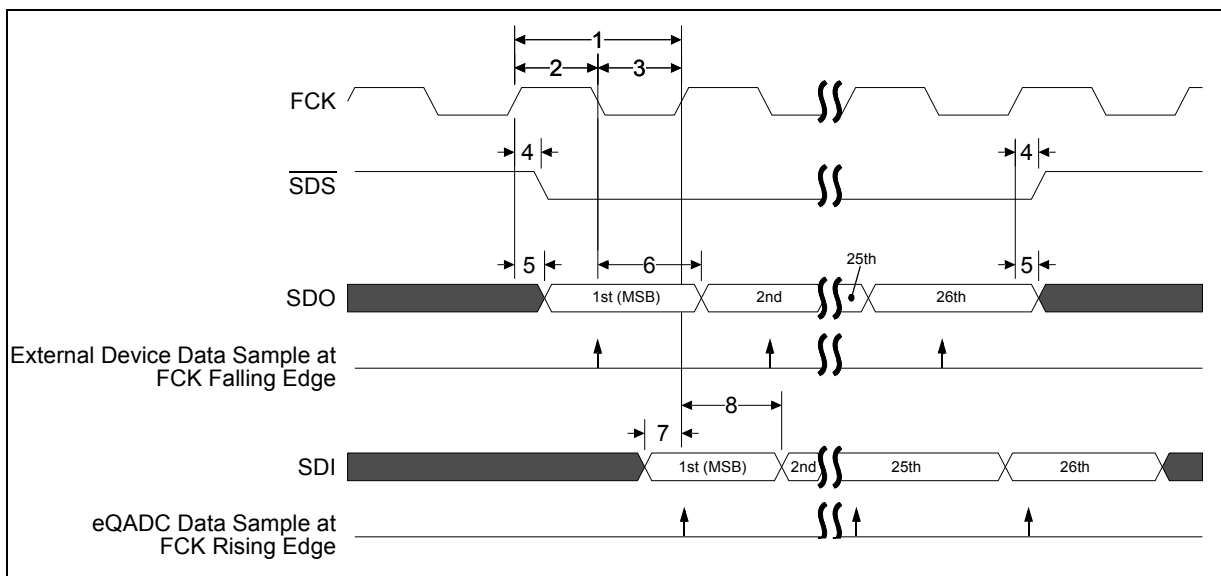 1
2
3
FCK
4
4
SDS
5
6
25th
5
SDO
1st (MSB)
2nd
26th
External Device Data Sample at
FCK Falling Edge
8
7
SDI
1st (MSB)
2nd
25th
26th
eQADC Data Sample at
FCK Rising Edge